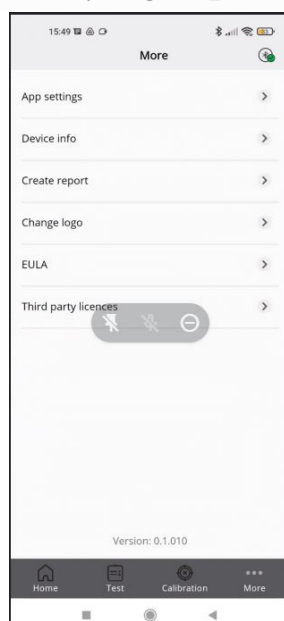 15:49
More
App settings
Device info
Create report
Change logo
EULA
Third party licences
Version: 0.1.010
Home Test Calibration More